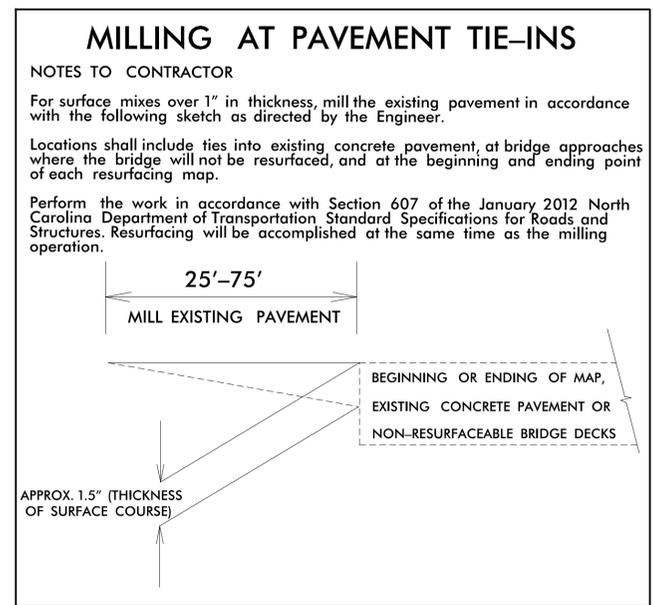 MILLING AT PAVEMENT TIE–INS
NOTES TO CONTRACTOR
For surface mixes over 1″ in thickness, mill the existing pavement in accordance
with the following sketch as directed by the Engineer.
Locations shall include ties into existing concrete pavement, at bridge approaches
where the bridge will not be resurfaced, and at the beginning and ending point
of each resurfacing map.
Perform the work in accordance with Section 607 of the January 2012 North
Carolina Department of Transportation Standard Specifications for Roads and
Structures. Resurfacing will be accomplished at the same time as the milling
operation.
25′–75′
MILL EXISTING PAVEMENT
BEGINNING OR ENDING OF MAP,
EXISTING CONCRETE PAVEMENT OR
NON–RESURFACEABLE BRIDGE DECKS
APPROX. 1.5″ (THICKNESS
OF SURFACE COURSE)